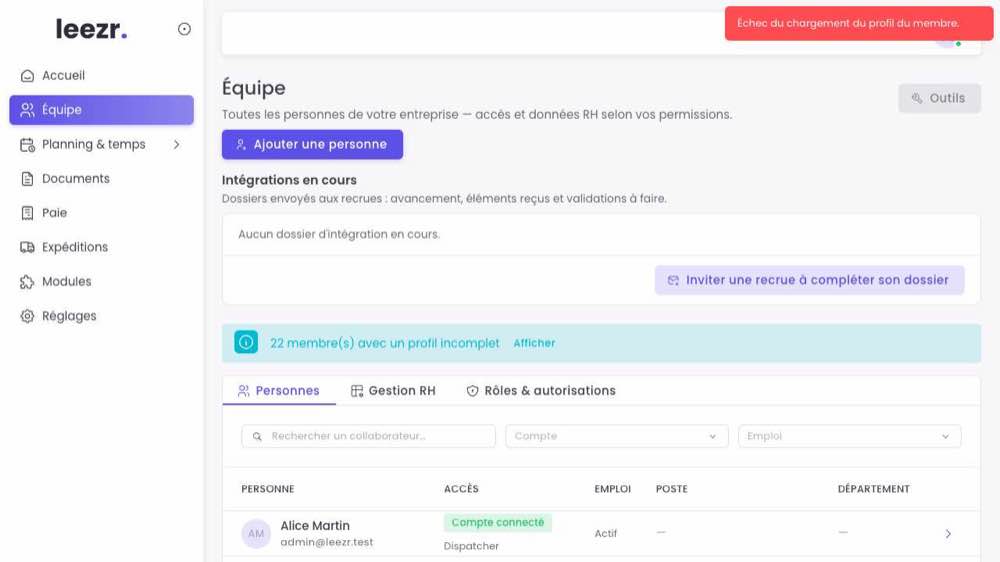 leezr.
Échec du chargement du profil du membre.
Accueil
Équipe
Planning & temps
Documents
Paie
Expéditions
Modules
Réglages
Équipe
Toutes les personnes de votre entreprise — accès et données RH selon vos permissions.
Outils
Ajouter une personne
Intégrations en cours
Dossiers envoyés aux recrues : avancement, éléments reçus et validations à faire.
Aucun dossier d'intégration en cours.
Inviter une recrue à compléter son dossier
22 membre(s) avec un profil incomplet Afficher
Personnes Gestion RH Rôles & autorisations
Rechercher un collaborateur... Compte Emploi
PERSONNE ACCÈS EMPLOI POSTE DÉPARTEMENT
AM Alice Martin Compte connecté Actif — —
admin@leezr.test Dispatcher